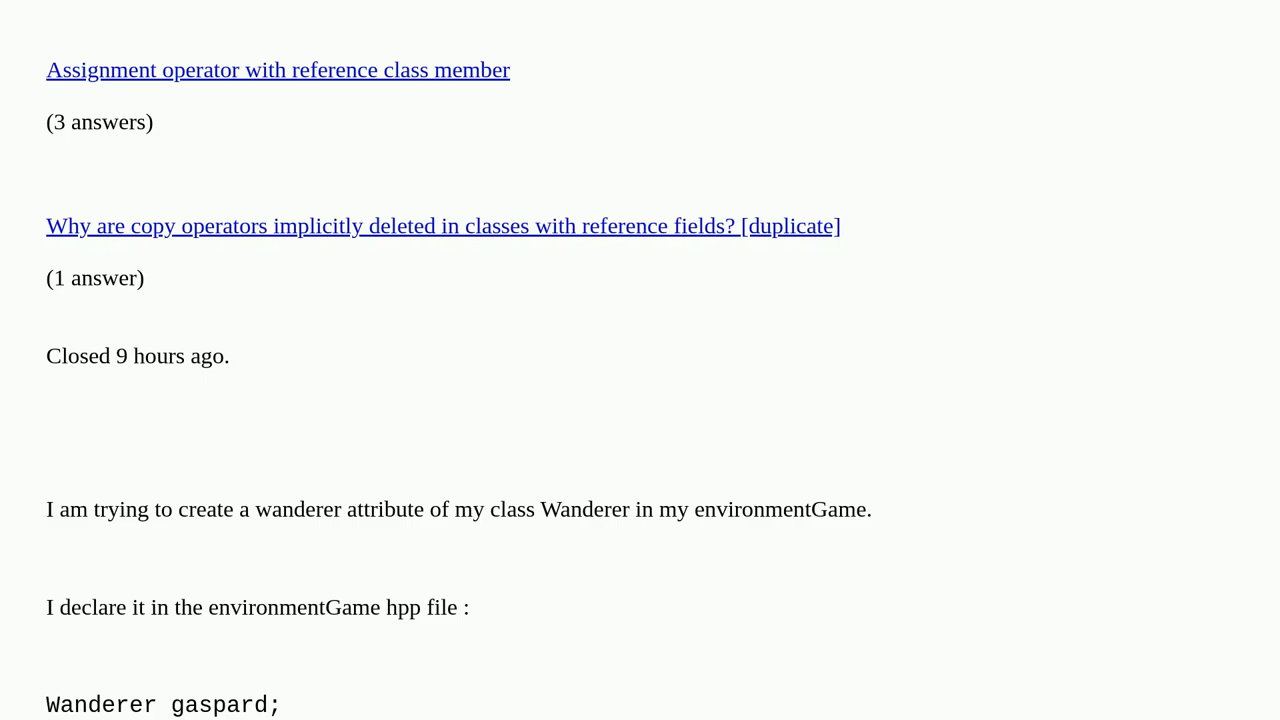 Assignment operator with reference class member
(3 answers)
Why are copy operators implicitly deleted in classes with reference fields? [duplicate]
(1 answer)
Closed 9 hours ago.
I am trying to create a wanderer attribute of my class Wanderer in my environmentGame.
I declare it in the environmentGame hpp file :
Wanderer gaspard;